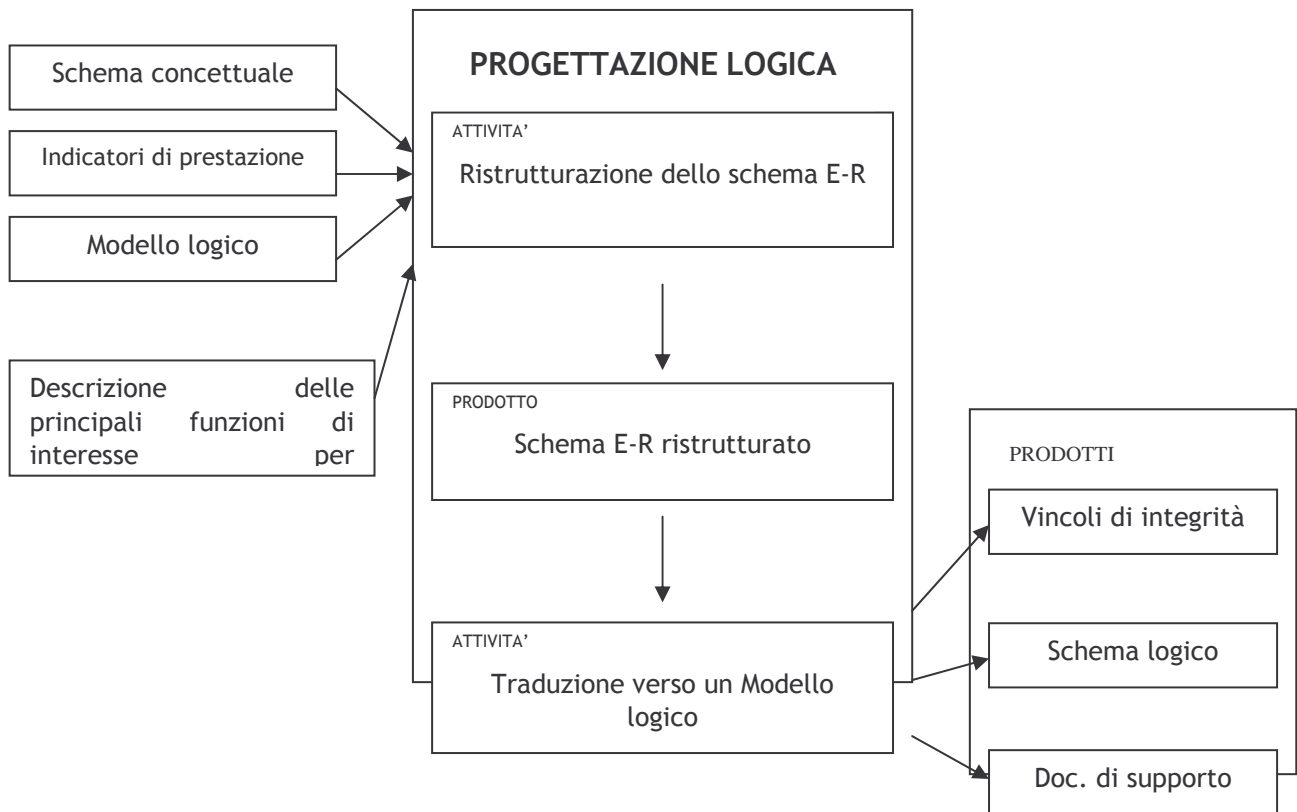 PROGETTAZIONE LOGICA
Schema concettuale
Indicatori di prestazione
Modello logico
Descrizione delle
principali funzioni di
interesse per
ATTIVITA’
Ristrutturazione dello schema E-R
PRODOTTO
Schema E-R ristrutturato
ATTIVITA’
Traduzione verso un Modello
logico
PRODOTTI
Vincoli di integrità
Schema logico
Doc. di supporto